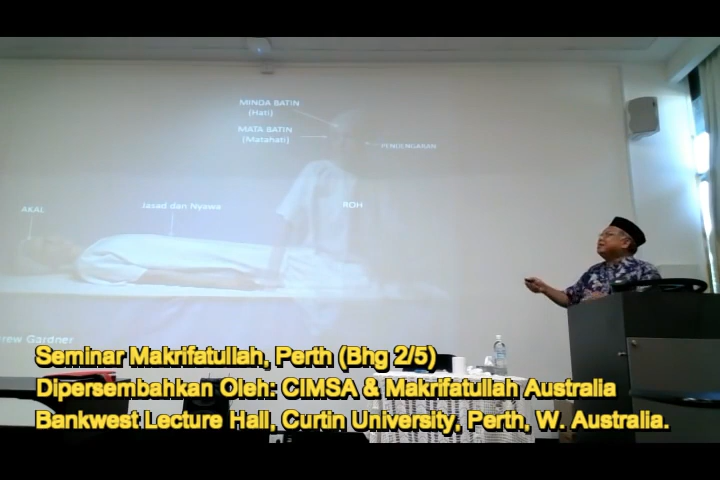 MINDA BATIN
(Hati)
MATA BATIN
(Matahati)
PENDENGARAN
AKAL
Jasad dan Nyawa
ROH
rew Gardner
Seminar Makrifatullah, Perth (Bhg 2/5)
Dipersembahkan Oleh: CIMSA & Makrifatullah Australia
Bankwest Lecture Hall, Curtin University, Perth, W. Australia.